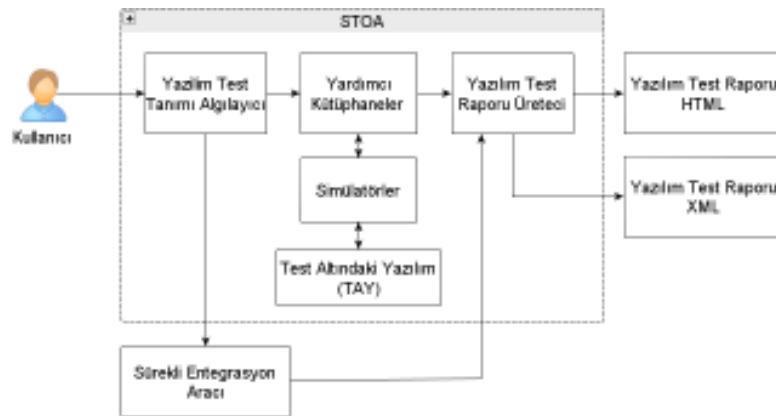 STOA
Kullanıcı
Yazilim Test
Tanımı Algılayıcı
Yardımcı
Kütüphaneler
Yazılım Test
Raporu Üreteci
Yazılım Test Raporu
HTML
Simülatörler
Yazılım Test Raporu
XML
Test Altındaki Yazılım
(TAY)
Sürekli Entegrasyon
Aracı